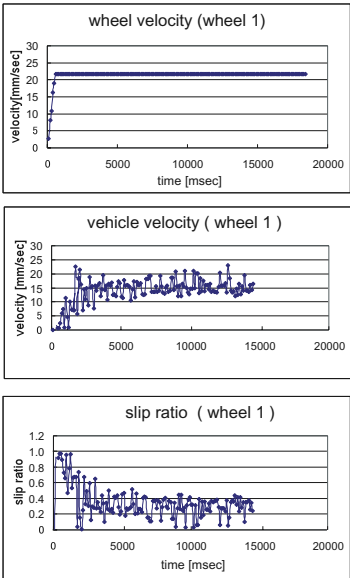 wheel velocity (wheel 1)
velocity[mm/sec]
30
25
20
15
10
5
0
0 5000 10000 15000 20000
time [msec]
vehicle velocity ( wheel 1 )
velocity [mm/sec]
30
25
20
15
10
5
0
0 5000 10000 15000 20000
slip ratio ( wheel 1 )
slip ratio
1.2
1
0.8
0.6
0.4
0.2
0
0 5000 10000 15000 20000
time [msec]